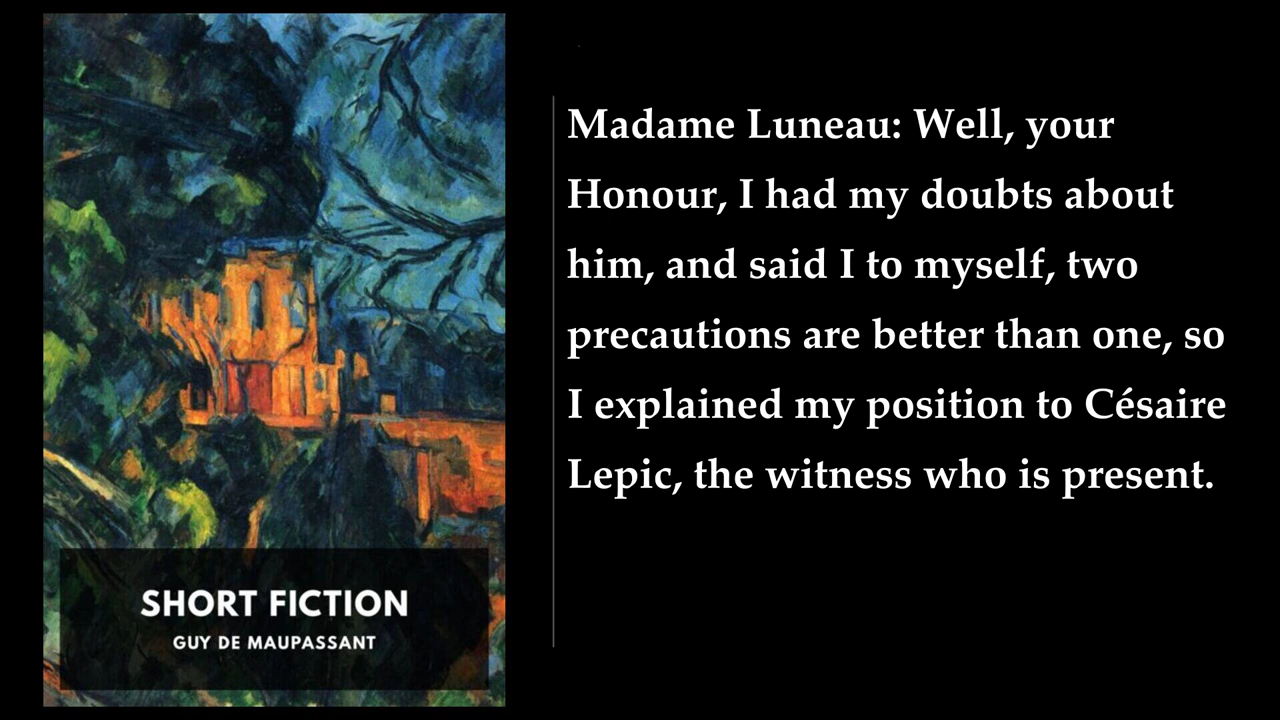 SHORT FICTION
GUY DE MAUPASSANT
Madame Luneau: Well, your
Honour, I had my doubts about
him, and said I to myself, two
precautions are better than one, so
I explained my position to Césaire
Lepic, the witness who is present.